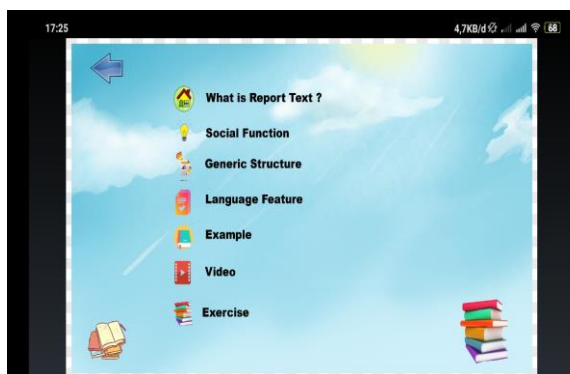 17:25 4,7KB/d 68
What is Report Text ?
Social Function
Generic Structure
Language Feature
Example
Video
Exercise